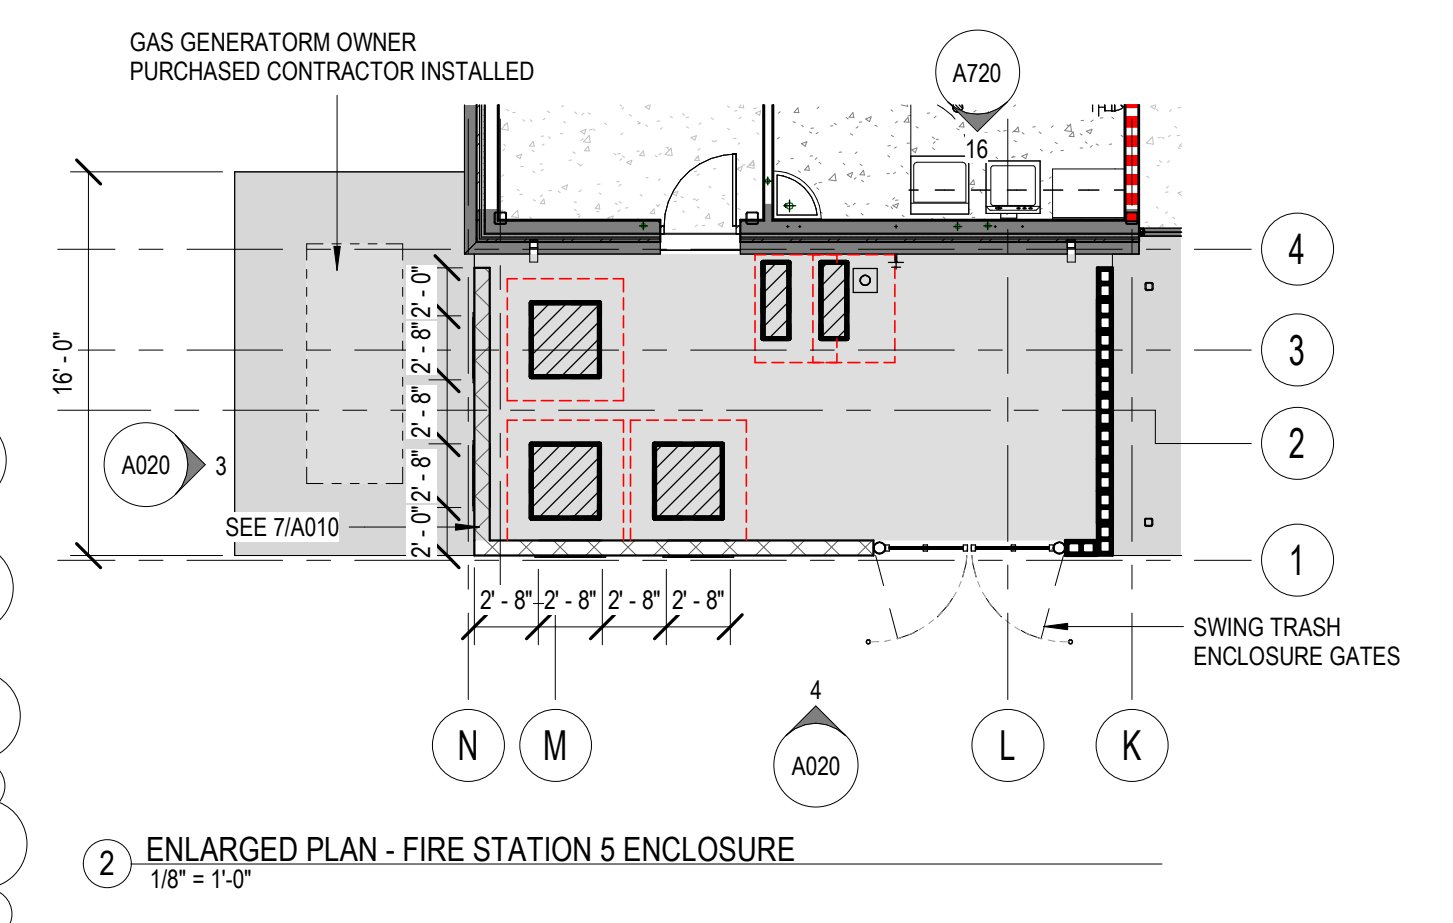 GAS GENERATORM OWNER
PURCHASED CONTRACTOR INSTALLED
A720
16
4
3
2
1
16' - 0"
2' - 0"
2' - 8"
2' - 8"
2' - 8"
2' - 0"
A020
3
SEE 7/A010
2' - 8"
2' - 8"
2' - 8"
2' - 8"
SWING TRASH
ENCLOSURE GATES
N
M
L
K
4
A020
2
ENLARGED PLAN - FIRE STATION 5 ENCLOSURE
1/8" = 1'-0"